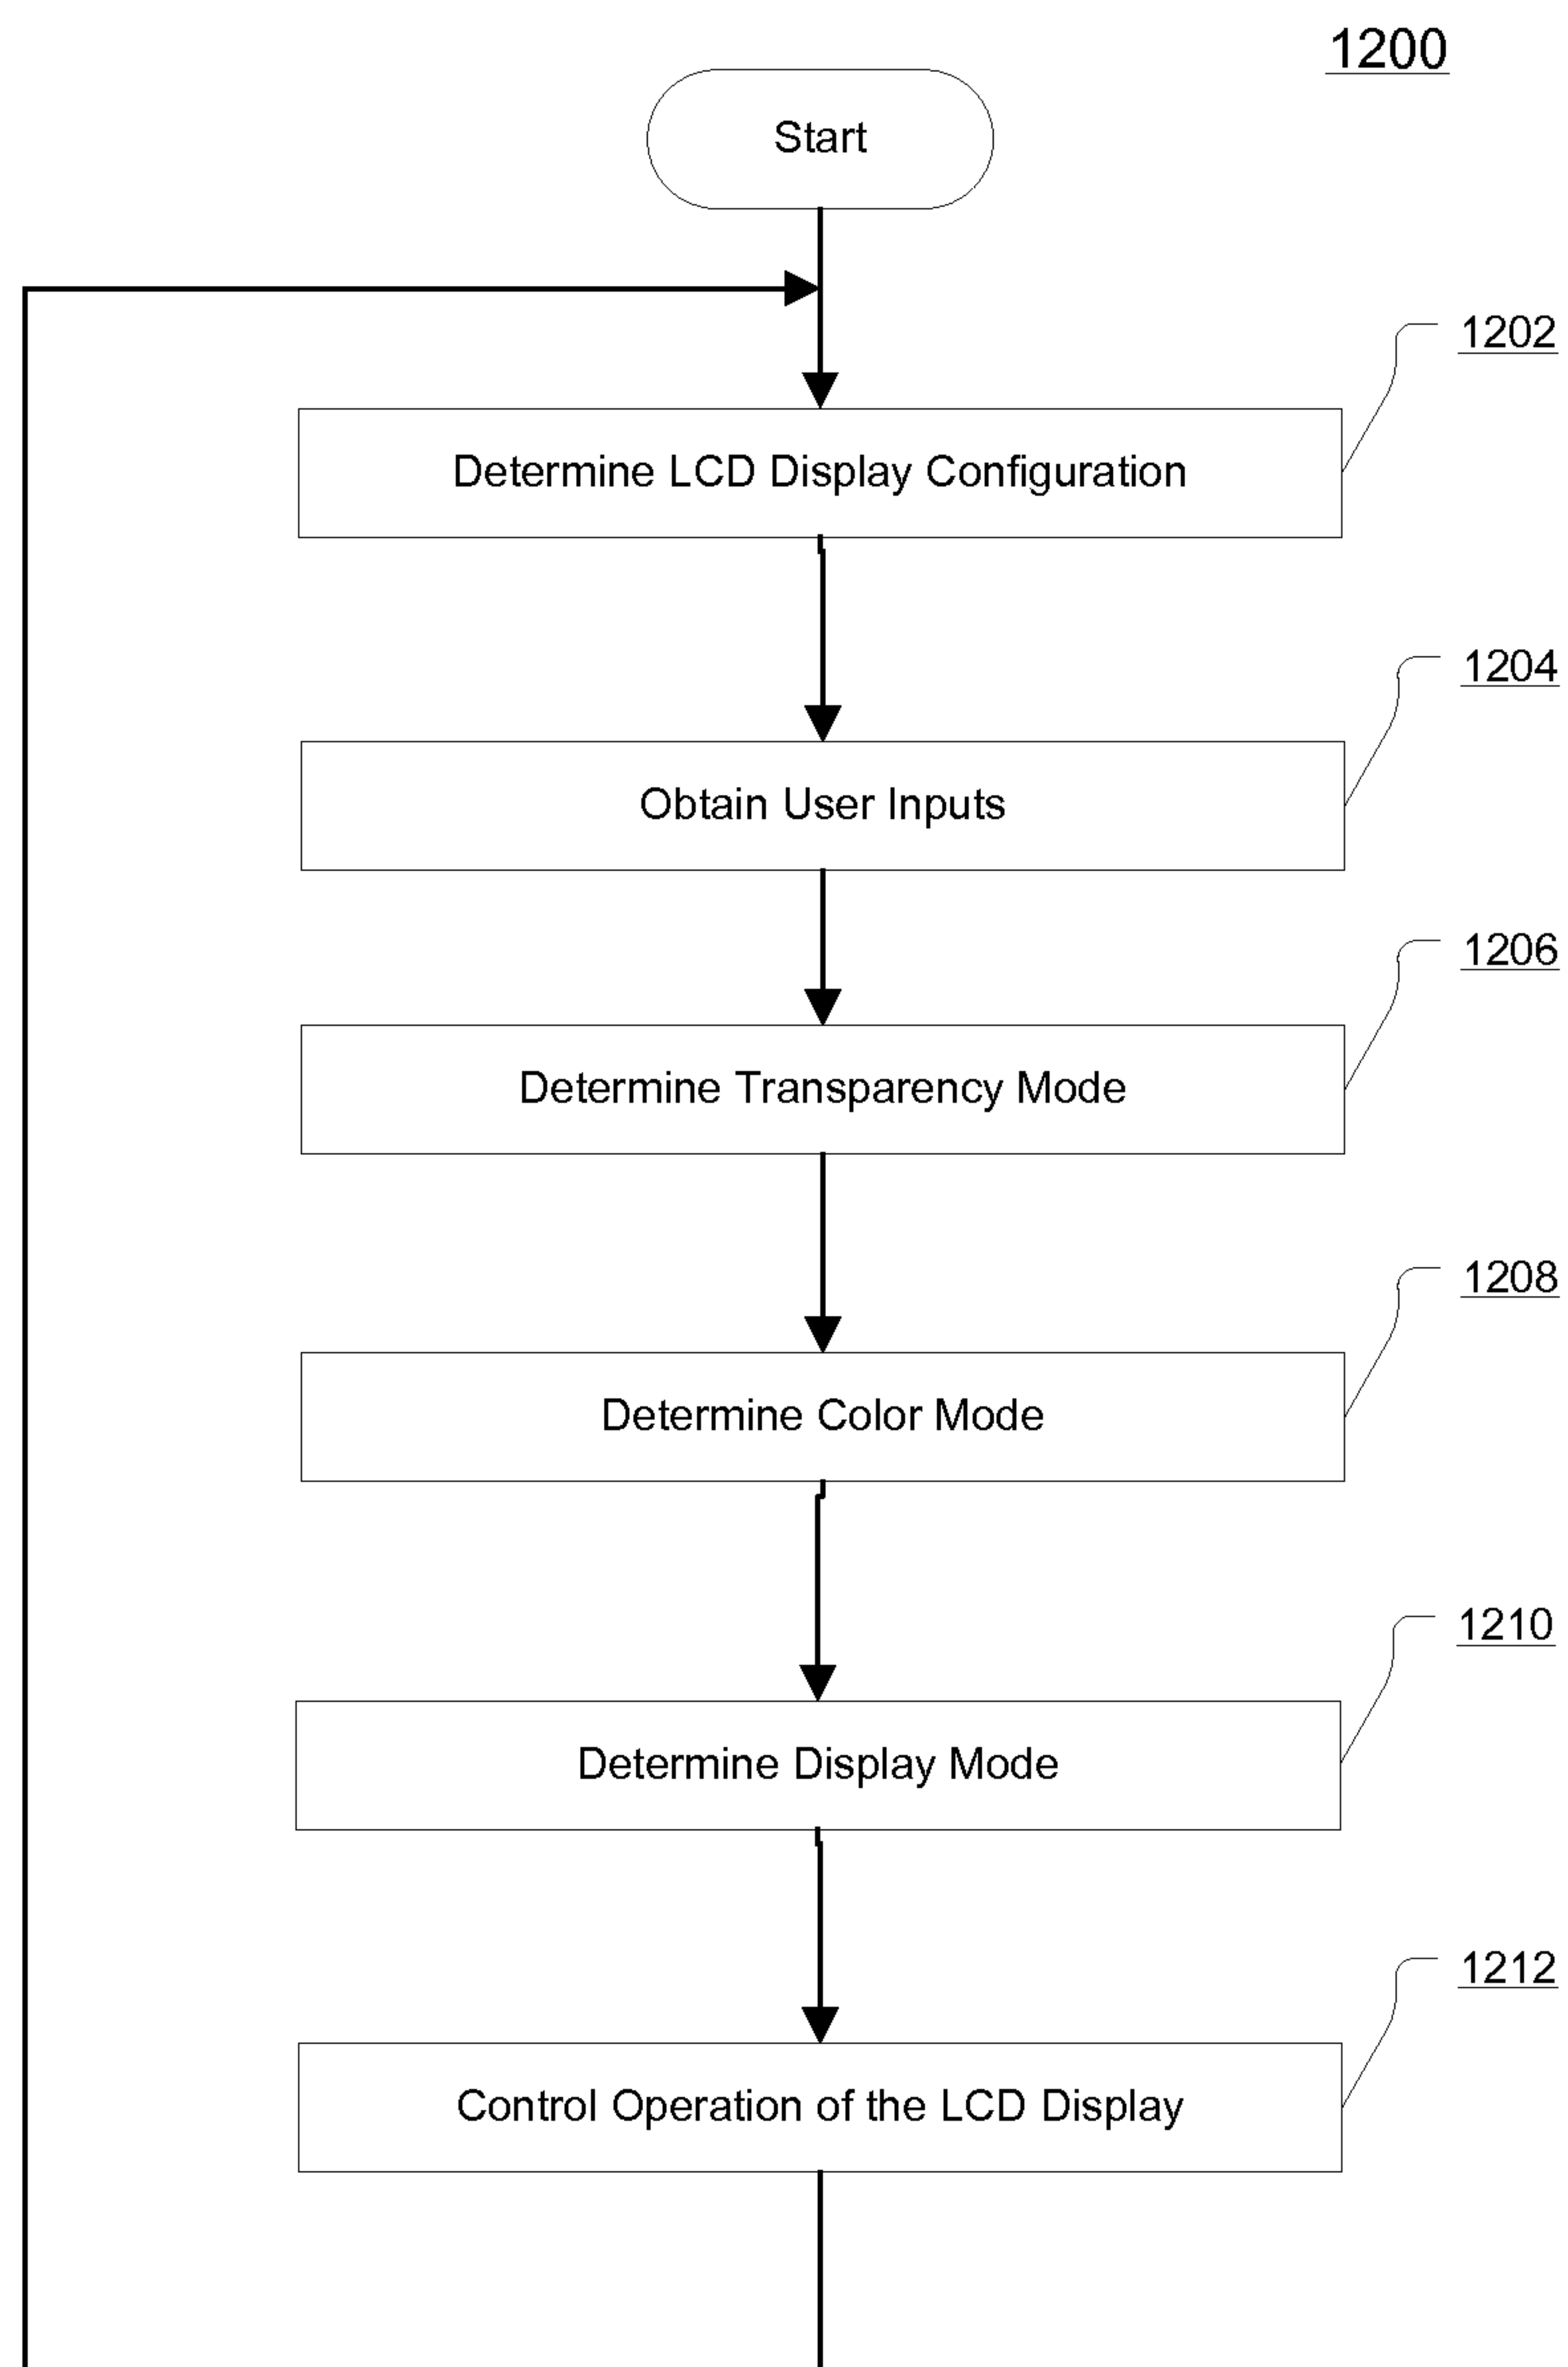 1200
Start
1202
Determine LCD Display Configuration
1204
Obtain User Inputs
1206
Determine Transparency Mode
1208
Determine Color Mode
1210
Determine Display Mode
1212
Control Operation of the LCD Display